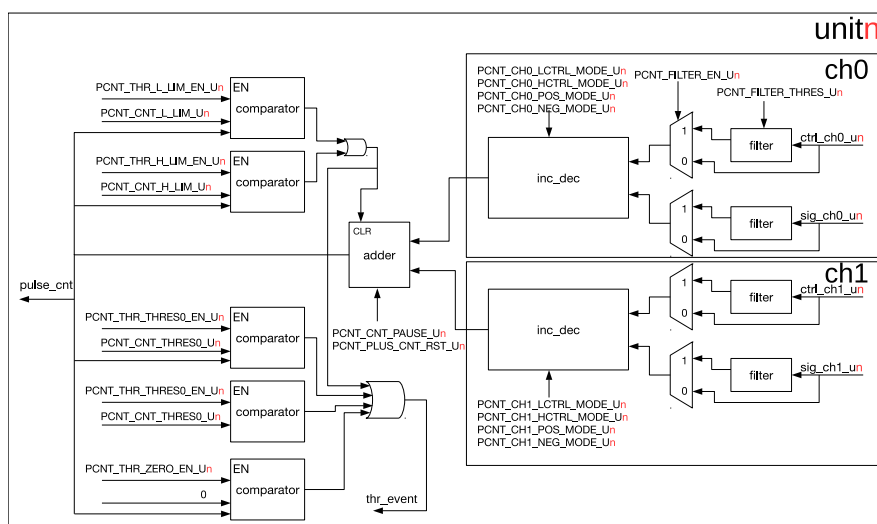 unitn
ch0
PCNT_CH0_LCTRL_MODE_Un
PCNT_CH0_HCTRL_MODE_Un
PCNT_CH0_POS_MODE_Un
PCNT_CH0_NEG_MODE_Un
PCNT_FILTER_EN_Un
PCNT_FILTER_THRES_Un
inc_dec
1
0
filter
ctrl_ch0_un
1
0
filter
sig_ch0_un
PCNT_THR_L_LIM_EN_Un
PCNT_CNT_L_LIM_Un
EN
comparator
PCNT_THR_H_LIM_EN_Un
PCNT_CNT_H_LIM_Un
EN
comparator
CLR
adder
pulse_cnt
PCNT_CNT_PAUSE_Un
PCNT_PLUS_CNT_RST_Un
ch1
inc_dec
1
0
filter
ctrl_ch1_un
1
0
filter
sig_ch1_un
PCNT_CH1_LCTRL_MODE_Un
PCNT_CH1_HCTRL_MODE_Un
PCNT_CH1_POS_MODE_Un
PCNT_CH1_NEG_MODE_Un
PCNT_THR_THRES0_EN_Un
PCNT_CNT_THRES0_Un
EN
comparator
PCNT_THR_THRES0_EN_Un
PCNT_CNT_THRES0_Un
EN
comparator
PCNT_THR_ZERO_EN_Un
0
EN
comparator
thr_event